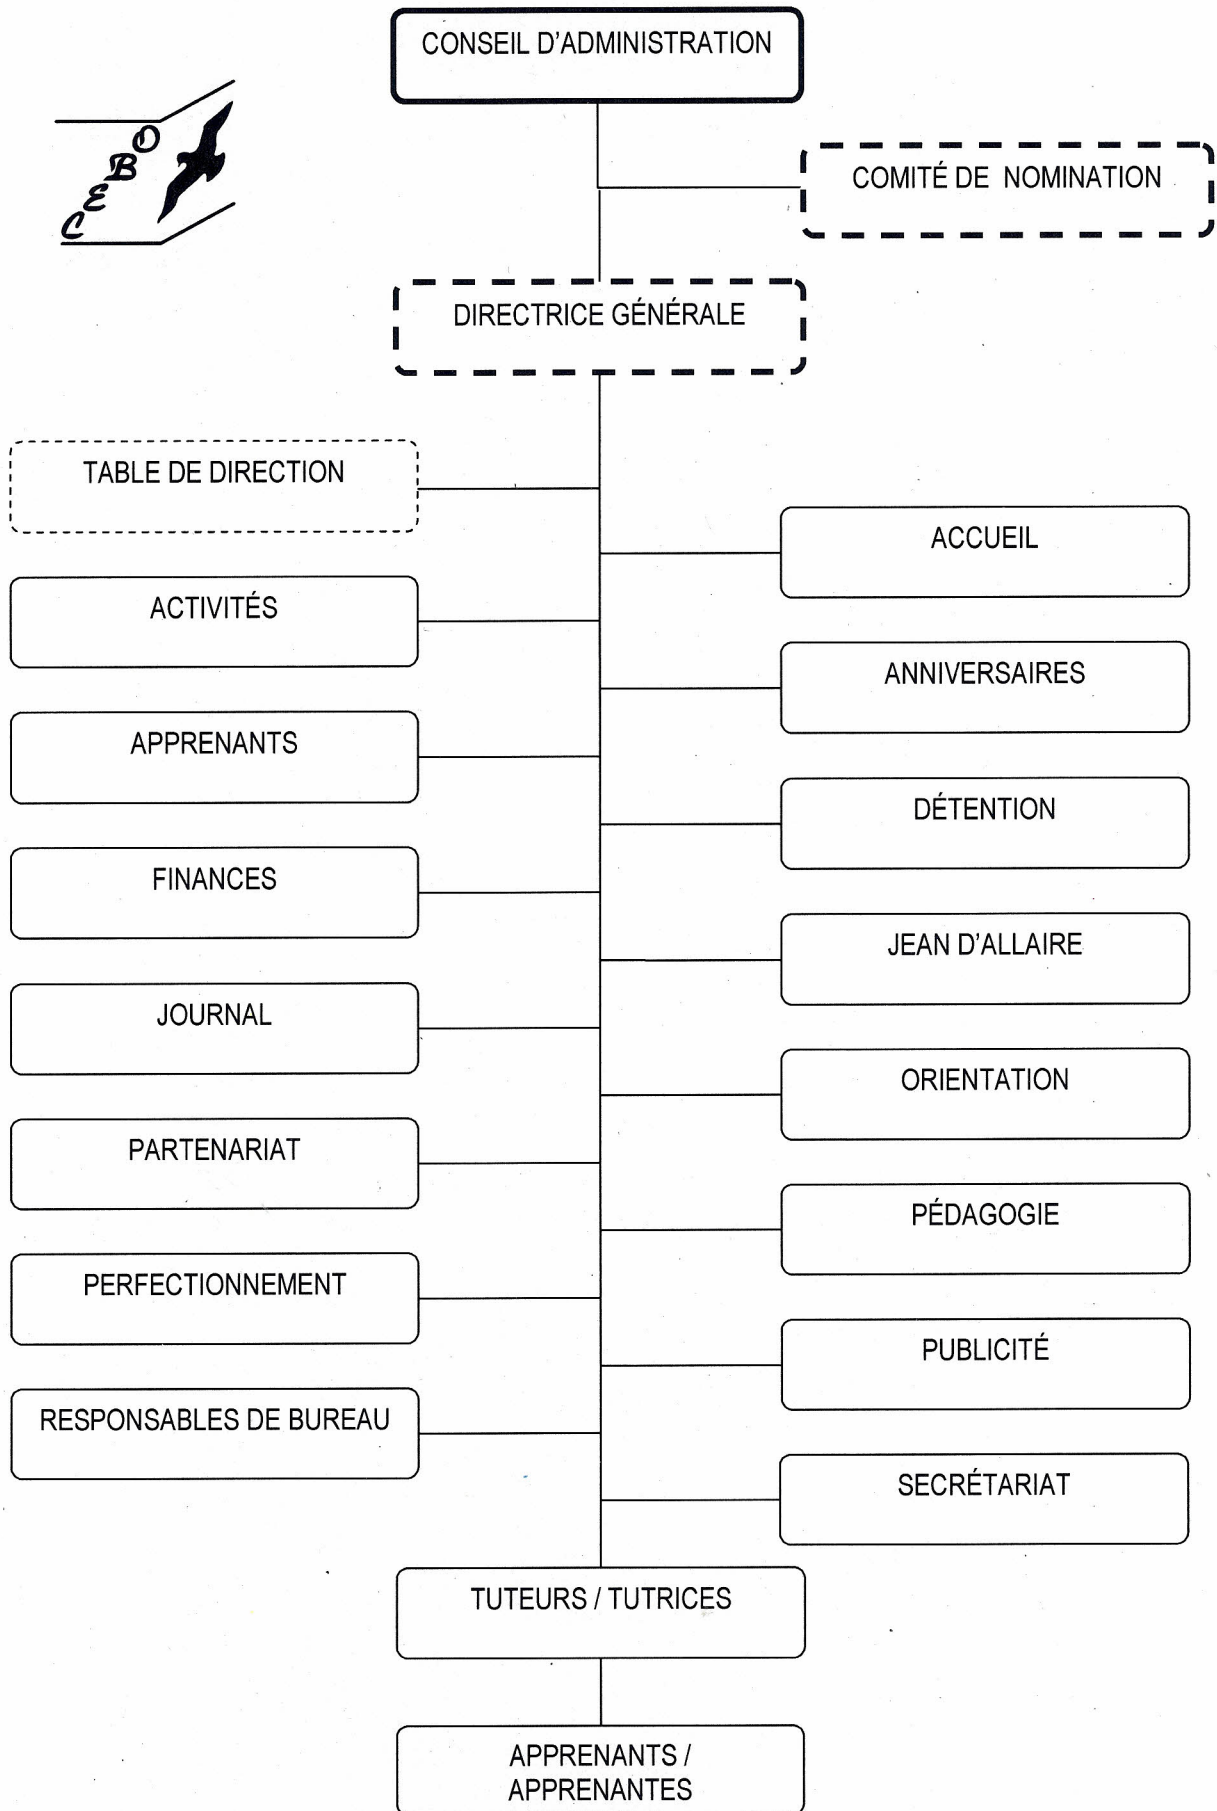 CONSEIL D'ADMINISTRATION
CEBO
COMITÉ DE NOMINATION
DIRECTRICE GÉNÉRALE
TABLE DE DIRECTION
ACCUEIL
ACTIVITÉS
ANNIVERSAIRES
APPRENANTS
DÉTENTION
FINANCES
JEAN D'ALLAIRE
JOURNAL
ORIENTATION
PARTENARIAT
PÉDAGOGIE
PERFECTIONNEMENT
PUBLICITÉ
RESPONSABLES DE BUREAU
SECRÉTARIAT
TUTEURS / TUTRICES
APPRENANTS /
APPRENANTES